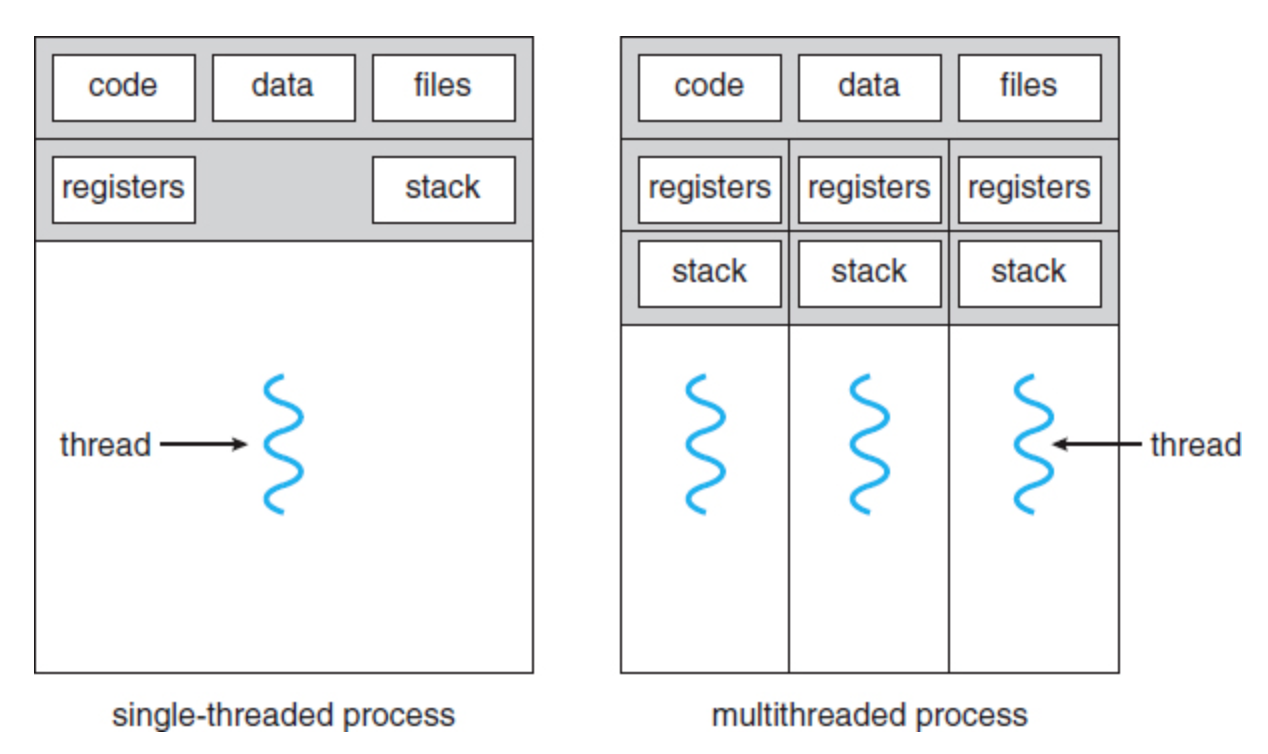 code data files
registers stack
thread
single-threaded process
code data files
registers registers registers
stack stack stack
thread
multithreaded process